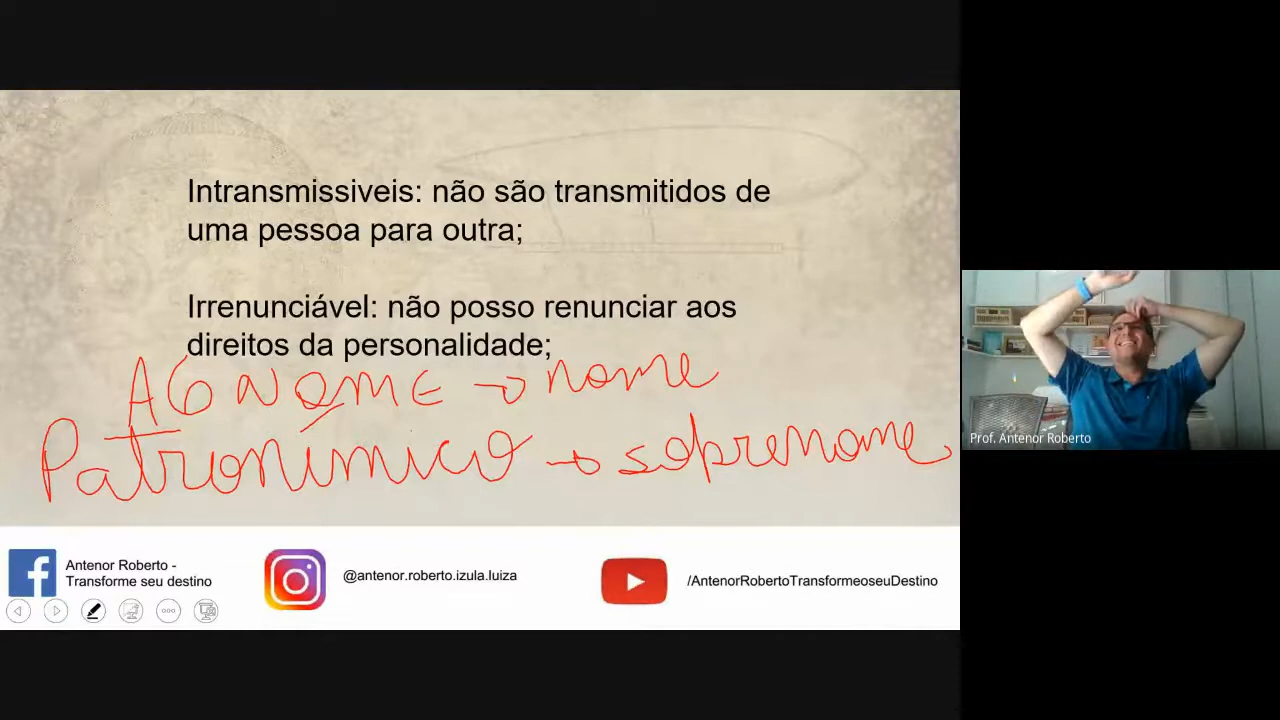 Intransmissiveis: não são transmitidos de
uma pessoa para outra;
Irrenunciável: não posso renunciar aos
direitos da personalidade;
AGNOME → nome
Patronímico → sobrenome
Prof. Antenor Roberto
Antenor Roberto -
Transforme seu destino
@antenor.roberto.izula.luiza
/AntenorRobertoTransformeoseuDestino